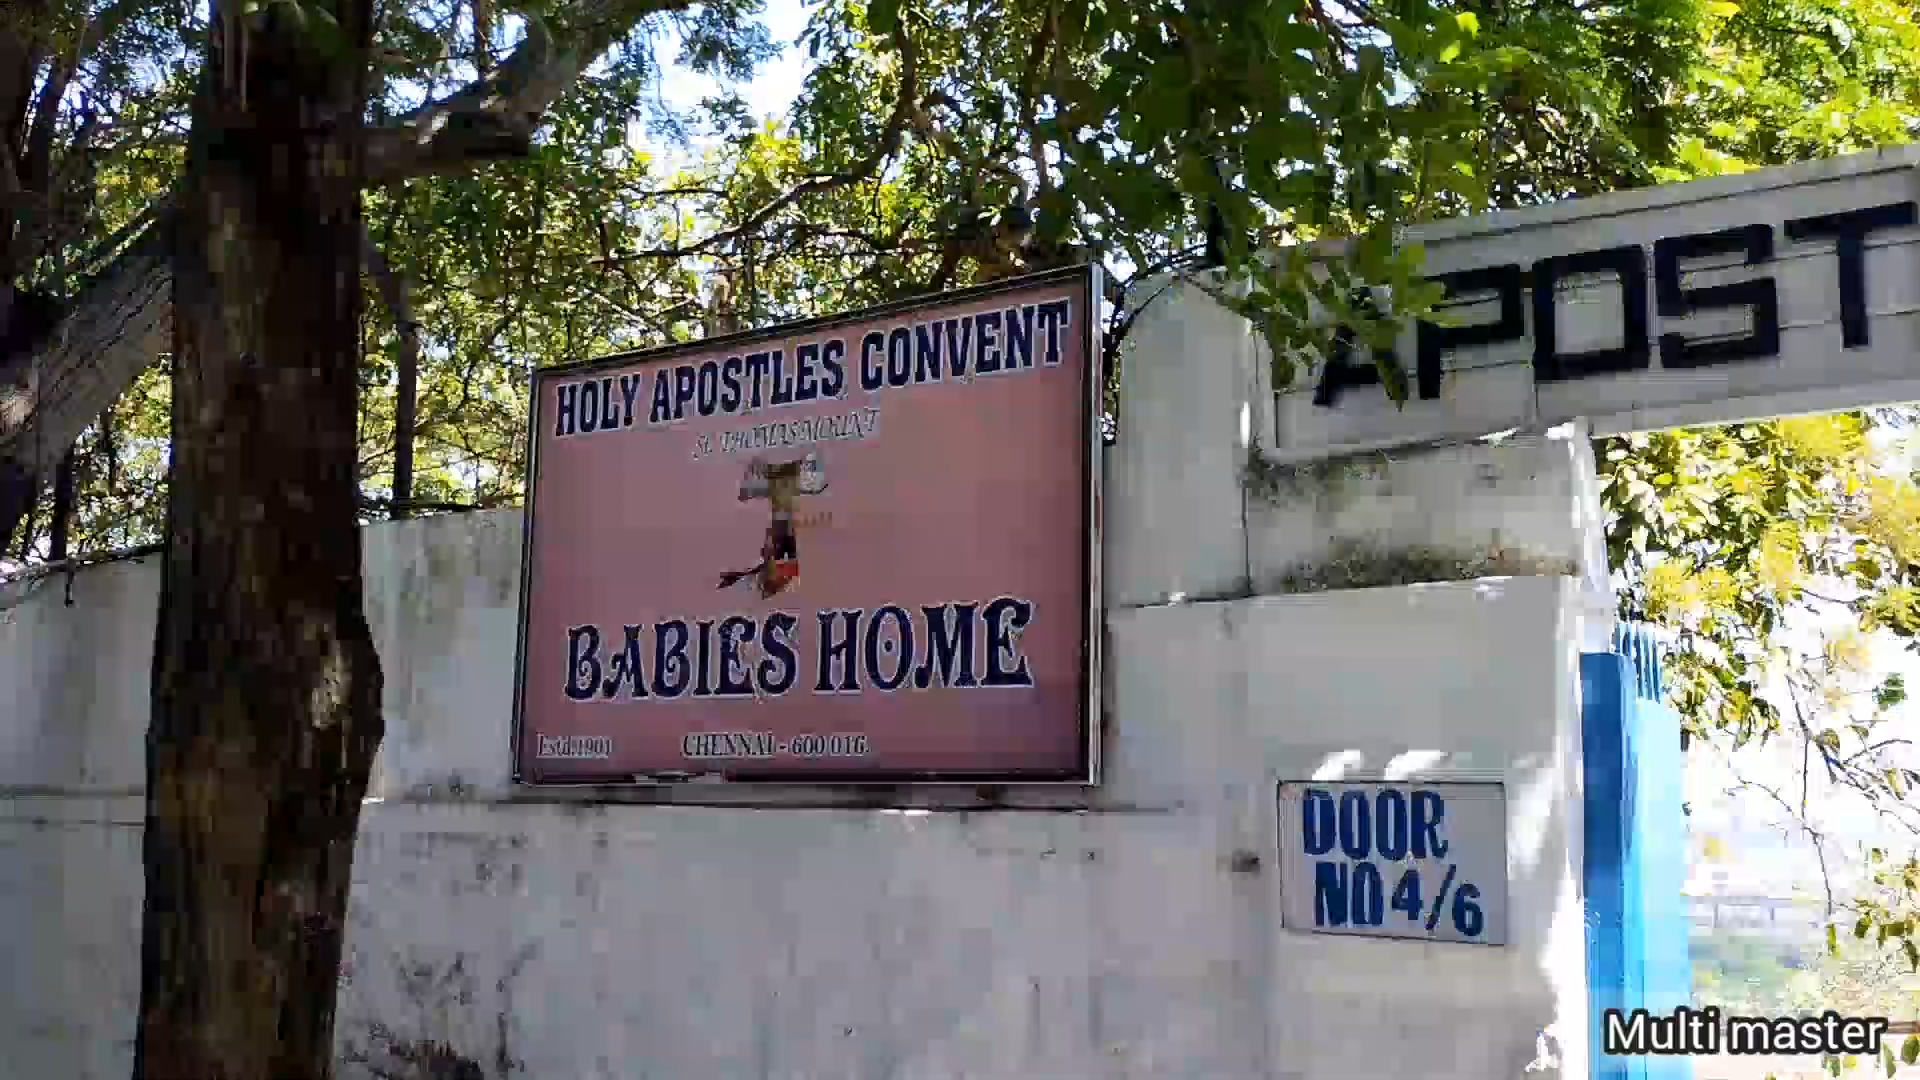 HOLY APOSTLES CONVENT
ST. THOMAS MOUNT
BABIES HOME
Estd.1901
CHENNAI - 600 016.
APOST
DOOR
NO 4/6
Multi master